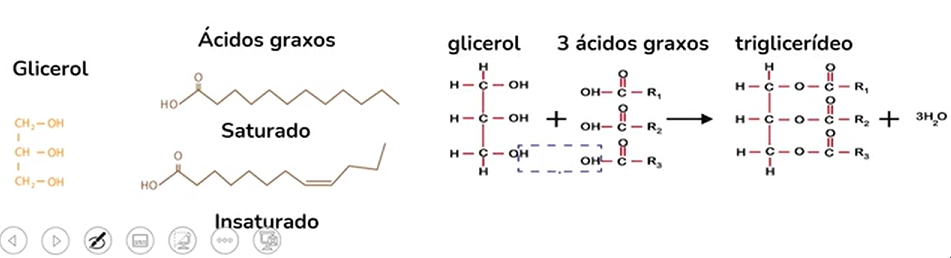 Glicerol
CH2—OH
CH—OH
CH2—OH
Ácidos graxos
O
HO
Saturado
O
HO
Insaturado
glicerol + 3 ácidos graxos → triglicerídeo + 3H2O
H
H—C—OH
H—C—OH
H—C—OH
H
O
OH—C—R1
O
OH—C—R2
O
OH—C—R3
H O
H—C—O—C—R1
O
H—C—O—C—R2
O
H—C—O—C—R3
H